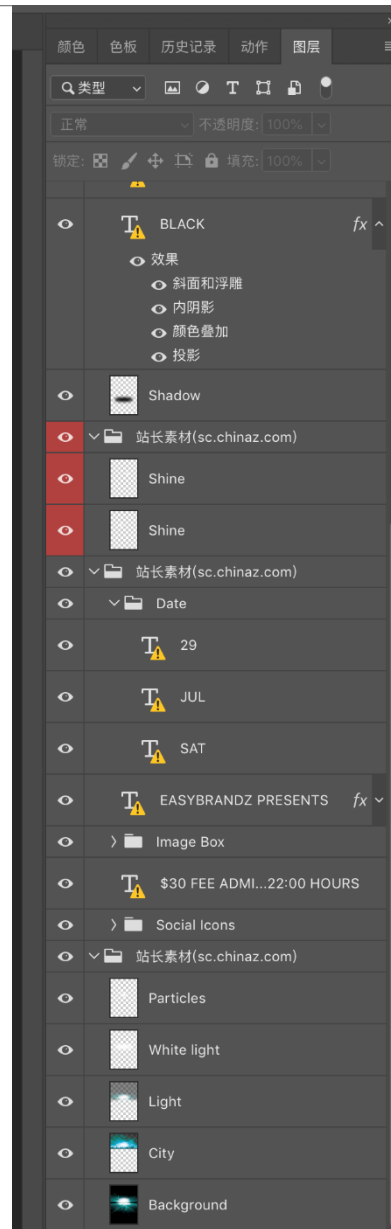 颜色 色板 历史记录 动作 图层
类型 T
正常 不透明度: 100%
锁定: 填充: 100%
T BLACK fx
效果
斜面和浮雕
内阴影
颜色叠加
投影
Shadow
站长素材(sc.chinaz.com)
Shine
Shine
站长素材(sc.chinaz.com)
Date
T 29
T JUL
T SAT
T EASYBRANDZ PRESENTS fx
Image Box
T $30 FEE ADMI...22:00 HOURS
Social Icons
站长素材(sc.chinaz.com)
Particles
White light
Light
City
Background